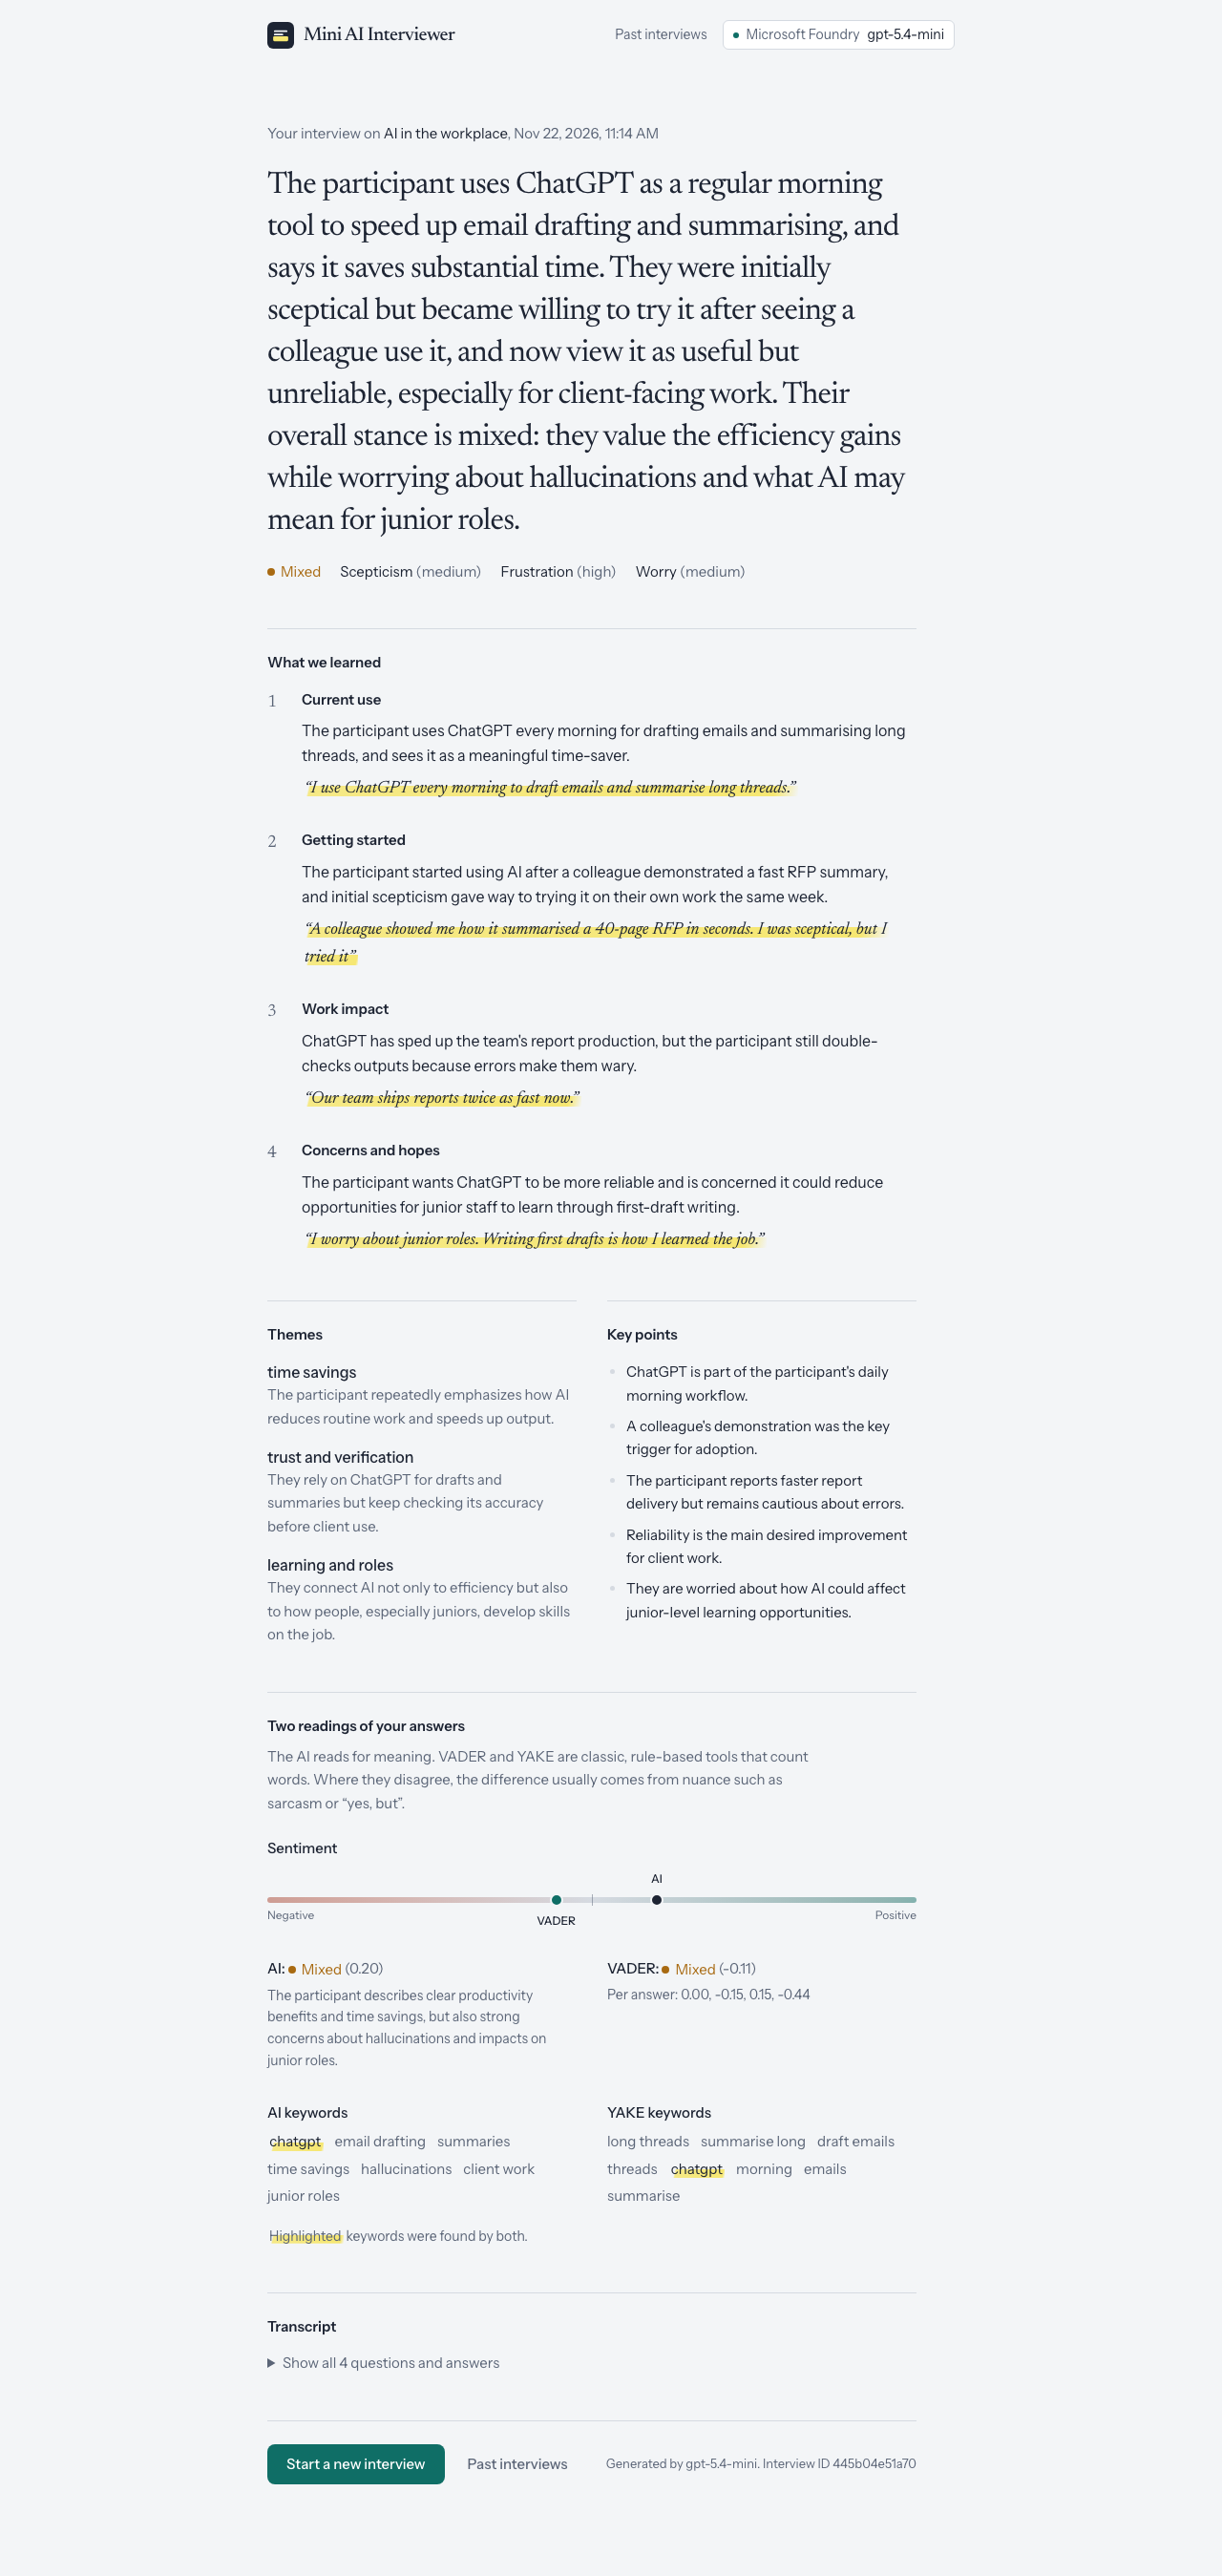 Mini AI Interviewer
Past interviews
Microsoft Foundry gpt-5.4-mini
Your interview on AI in the workplace, Nov 22, 2026, 11:14 AM
The participant uses ChatGPT as a regular morning
tool to speed up email drafting and summarising, and
says it saves substantial time. They were initially
sceptical but became willing to try it after seeing a
colleague use it, and now view it as useful but
unreliable, especially for client-facing work. Their
overall stance is mixed: they value the efficiency gains
while worrying about hallucinations and what AI may
mean for junior roles.
Mixed Scepticism (medium) Frustration (high) Worry (medium)
What we learned
1 Current use
The participant uses ChatGPT every morning for drafting emails and summarising long
threads, and sees it as a meaningful time-saver.
“I use ChatGPT every morning to draft emails and summarise long threads.”
2 Getting started
The participant started using AI after a colleague demonstrated a fast RFP summary,
and initial scepticism gave way to trying it on their own work the same week.
“A colleague showed me how it summarised a 40-page RFP in seconds. I was sceptical, but I
tried it”
3 Work impact
ChatGPT has sped up the team's report production, but the participant still double-
checks outputs because errors make them wary.
“Our team ships reports twice as fast now.”
4 Concerns and hopes
The participant wants ChatGPT to be more reliable and is concerned it could reduce
opportunities for junior staff to learn through first-draft writing.
“I worry about junior roles. Writing first drafts is how I learned the job.”
Themes
time savings
The participant repeatedly emphasizes how AI
reduces routine work and speeds up output.
trust and verification
They rely on ChatGPT for drafts and
summaries but keep checking its accuracy
before client use.
learning and roles
They connect AI not only to efficiency but also
to how people, especially juniors, develop skills
on the job.
Key points
ChatGPT is part of the participant's daily
morning workflow.
A colleague's demonstration was the key
trigger for adoption.
The participant reports faster report
delivery but remains cautious about errors.
Reliability is the main desired improvement
for client work.
They are worried about how AI could affect
junior-level learning opportunities.
Two readings of your answers
The AI reads for meaning. VADER and YAKE are classic, rule-based tools that count
words. Where they disagree, the difference usually comes from nuance such as
sarcasm or “yes, but”.
Sentiment
AI
Negative
Positive
VADER
AI: Mixed (0.20)
The participant describes clear productivity
benefits and time savings, but also strong
concerns about hallucinations and impacts on
junior roles.
VADER: Mixed (-0.11)
Per answer: 0.00, -0.15, 0.15, -0.44
AI keywords
chatgpt email drafting summaries
time savings hallucinations client work
junior roles
YAKE keywords
long threads summarise long draft emails
threads chatgpt morning emails
summarise
Highlighted keywords were found by both.
Transcript
Show all 4 questions and answers
Start a new interview
Past interviews
Generated by gpt-5.4-mini. Interview ID 445b04e51a70